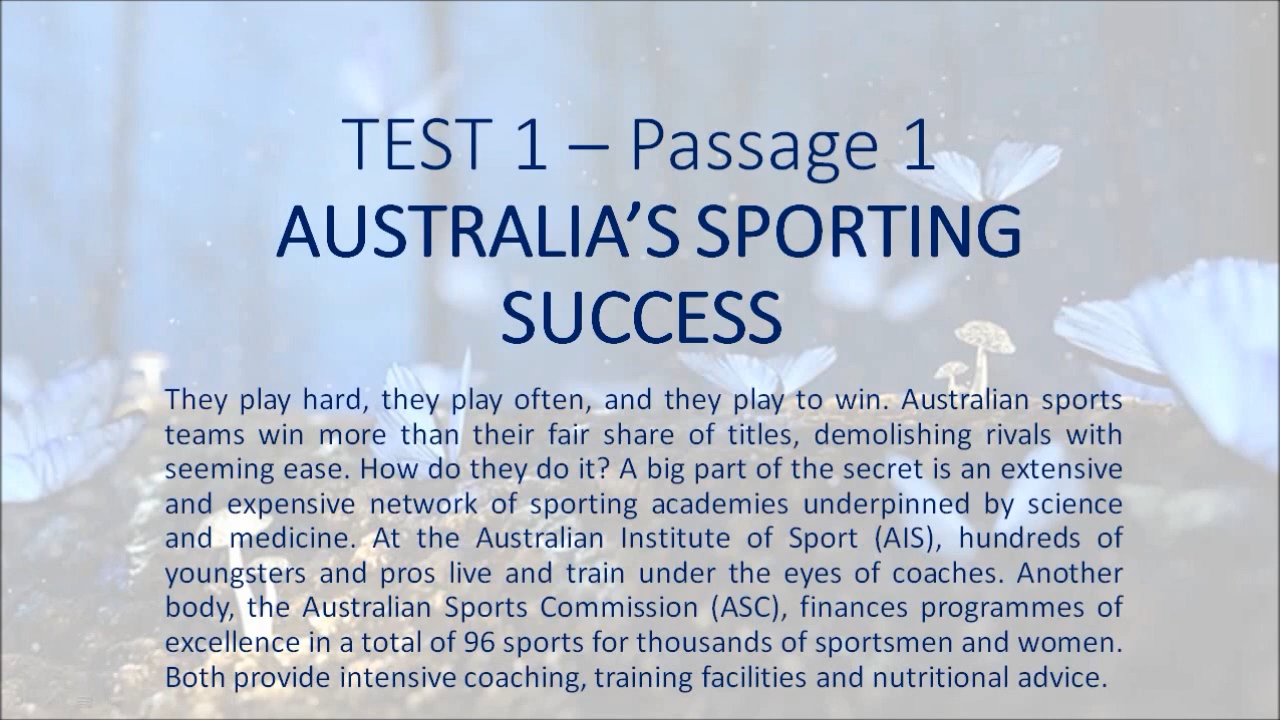 TEST 1 – Passage 1
AUSTRALIA’S SPORTING
SUCCESS
They play hard, they play often, and they play to win. Australian sports
teams win more than their fair share of titles, demolishing rivals with
seeming ease. How do they do it? A big part of the secret is an extensive
and expensive network of sporting academies underpinned by science
and medicine. At the Australian Institute of Sport (AIS), hundreds of
youngsters and pros live and train under the eyes of coaches. Another
body, the Australian Sports Commission (ASC), finances programmes of
excellence in a total of 96 sports for thousands of sportsmen and women.
Both provide intensive coaching, training facilities and nutritional advice.